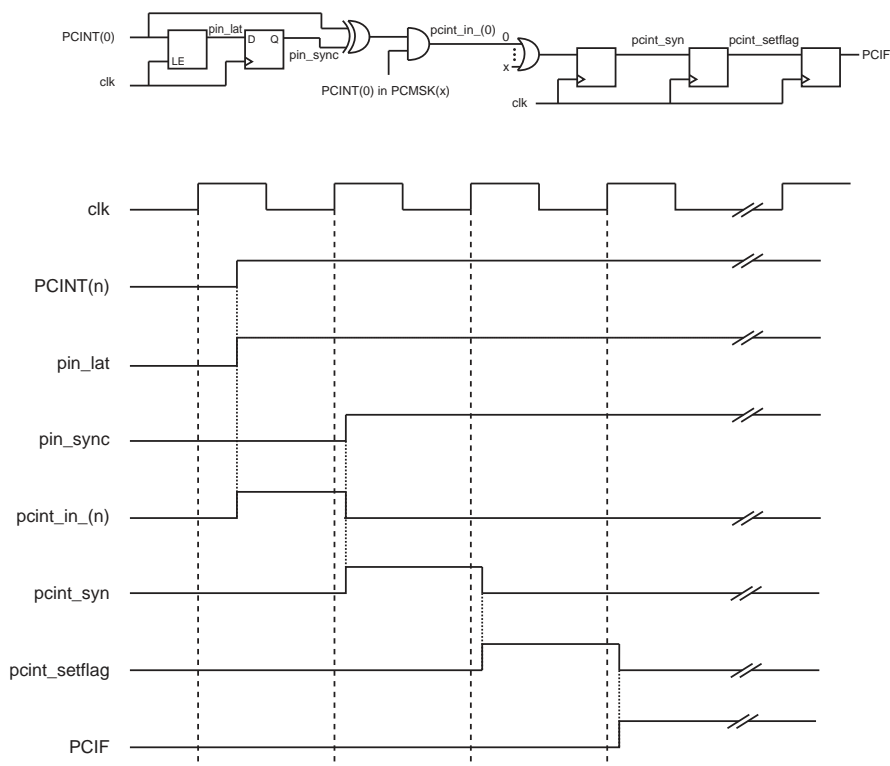 PCINT(0)
pin_lat
D Q
LE
pin_sync
clk
pcint_in_(0)
0
x
PCINT(0) in PCMSK(x)
pcint_syn
pcint_setflag
PCIF
clk
clk
PCINT(n)
pin_lat
pin_sync
pcint_in_(n)
pcint_syn
pcint_setflag
PCIF